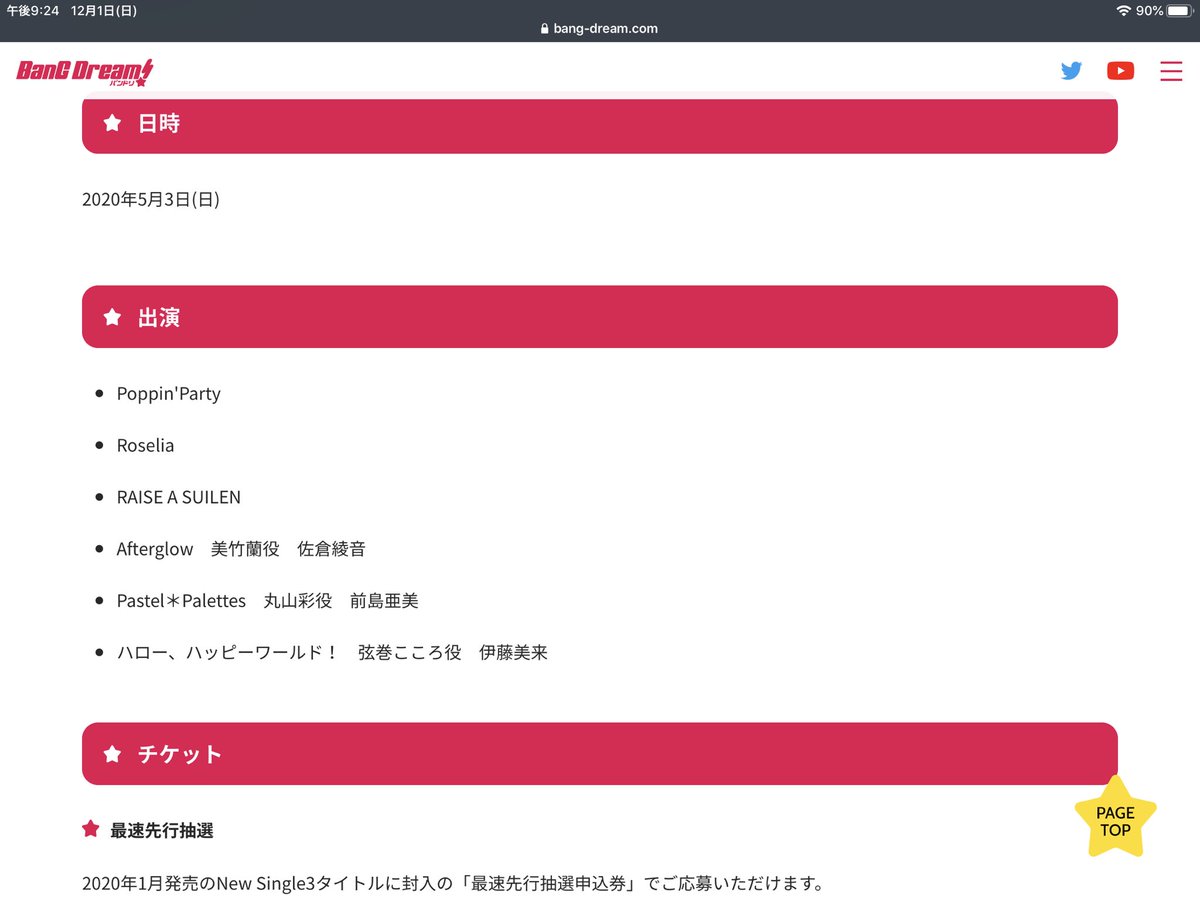 午後9:24 12月1日(日)
90%
bang-dream.com
BanG Dream!
バンドリ
日時
2020年5月3日(日)
出演
Poppin'Party
Roselia
RAISE A SUILEN
Afterglow　美竹蘭役　佐倉綾音
Pastel＊Palettes　丸山彩役　前島亜美
ハロー、ハッピーワールド！　弦巻こころ役　伊藤美来
チケット
PAGE
TOP
最速先行抽選
2020年1月発売のNew Single3タイトルに封入の「最速先行抽選申込券」でご応募いただけます。